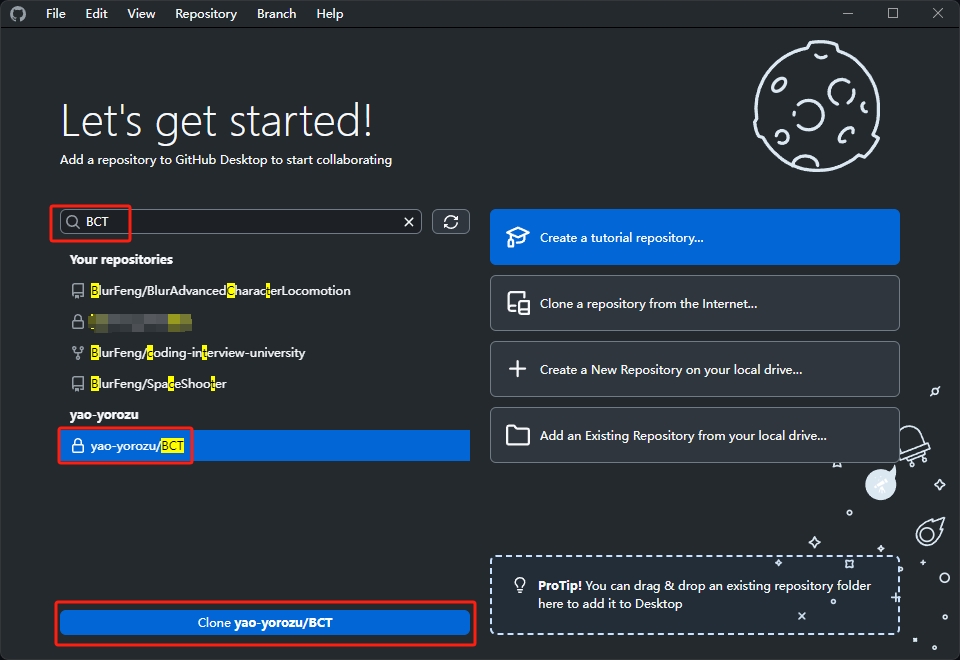 File Edit View Repository Branch Help
Let's get started!
Add a repository to GitHub Desktop to start collaborating
BCT
Your repositories
BlurFeng/BlurAdvancedCharacterLocomotion
BlurFeng/coding-interview-university
BlurFeng/SpaceShooter
yao-yorozu
yao-yorozu/BCT
Clone yao-yorozu/BCT
Create a tutorial repository...
Clone a repository from the Internet...
Create a New Repository on your local drive...
Add an Existing Repository from your local drive...
ProTip! You can drag & drop an existing repository folder
here to add it to Desktop